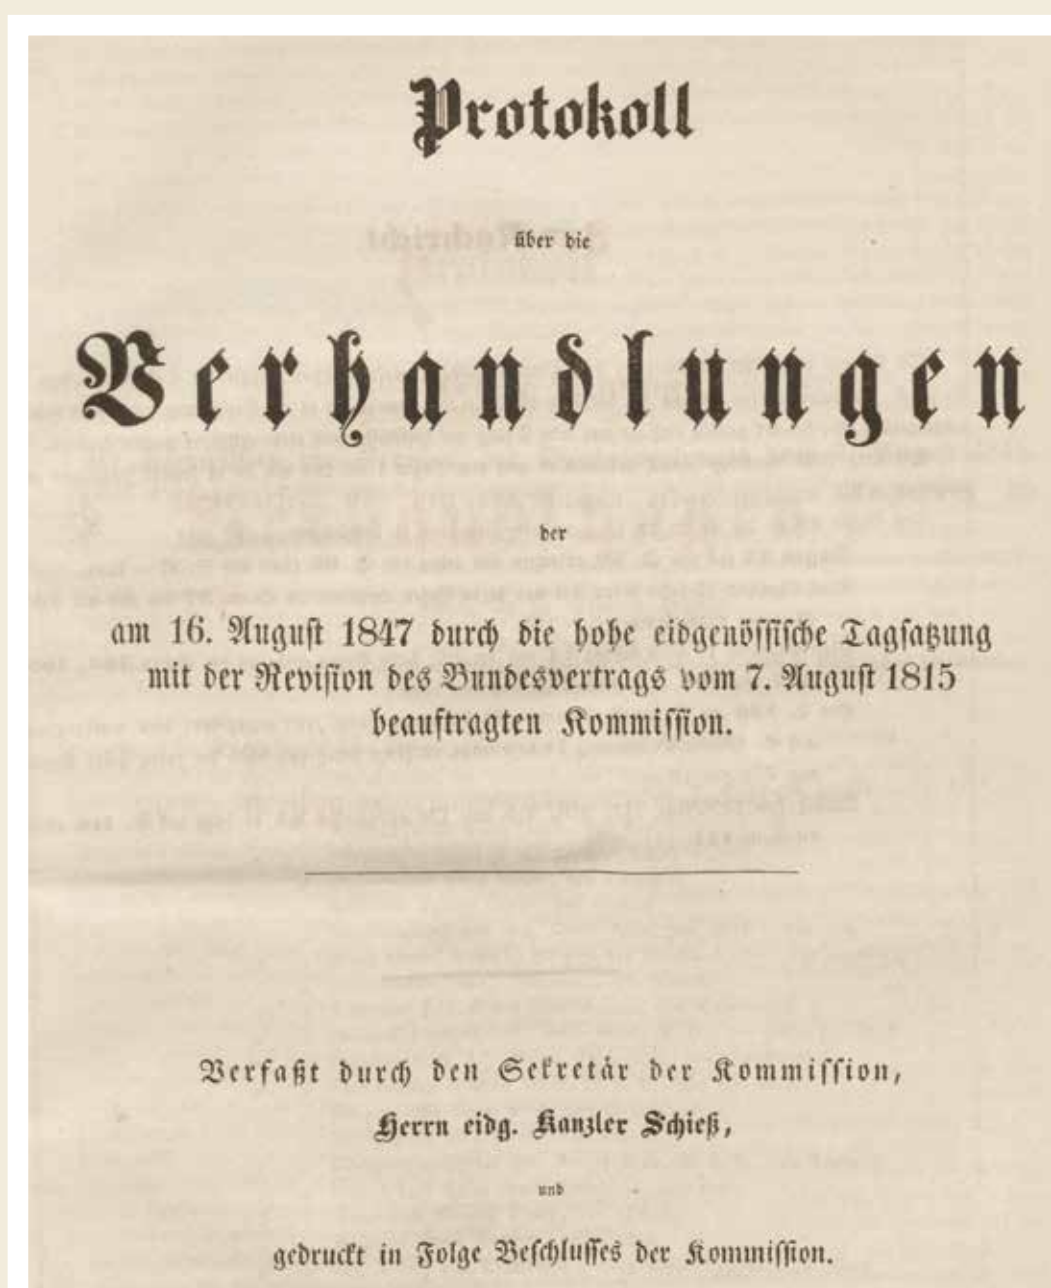 Protokoll
über die
Verhandlungen
der
am 16. August 1847 durch die hohe eidgenössische Tagsatzung
mit der Revision des Bundesvertrags vom 7. August 1815
beauftragten Kommission.
Verfaßt durch den Sekretär der Kommission,
Herrn eidg. Kanzler Schieß,
und
gedruckt in Folge Beschlusses der Kommission.